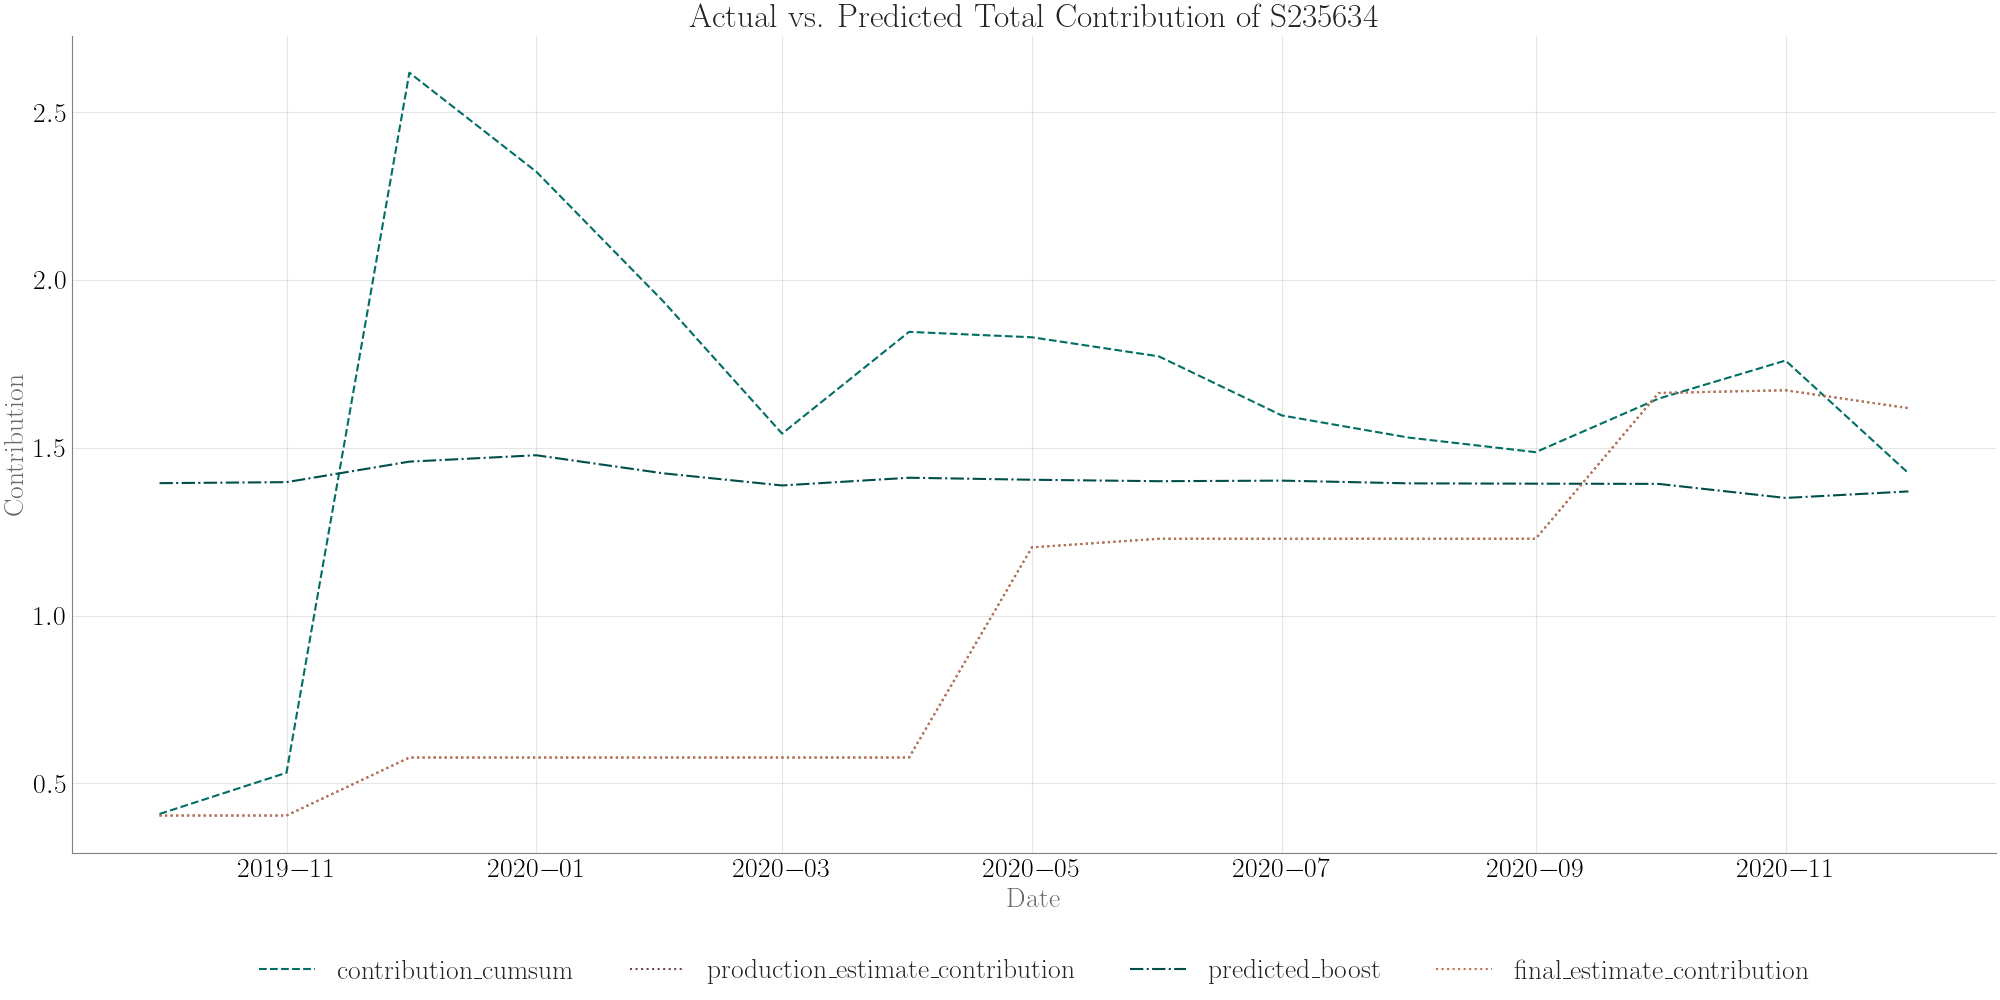 Actual vs. Predicted Total Contribution of S235634
2.5
2.0
1.5
1.0
0.5
Contribution
2019–11 2020–01 2020–03 2020–05 2020–07 2020–09 2020–11
Date
contribution_cumsum production_estimate_contribution predicted_boost final_estimate_contribution